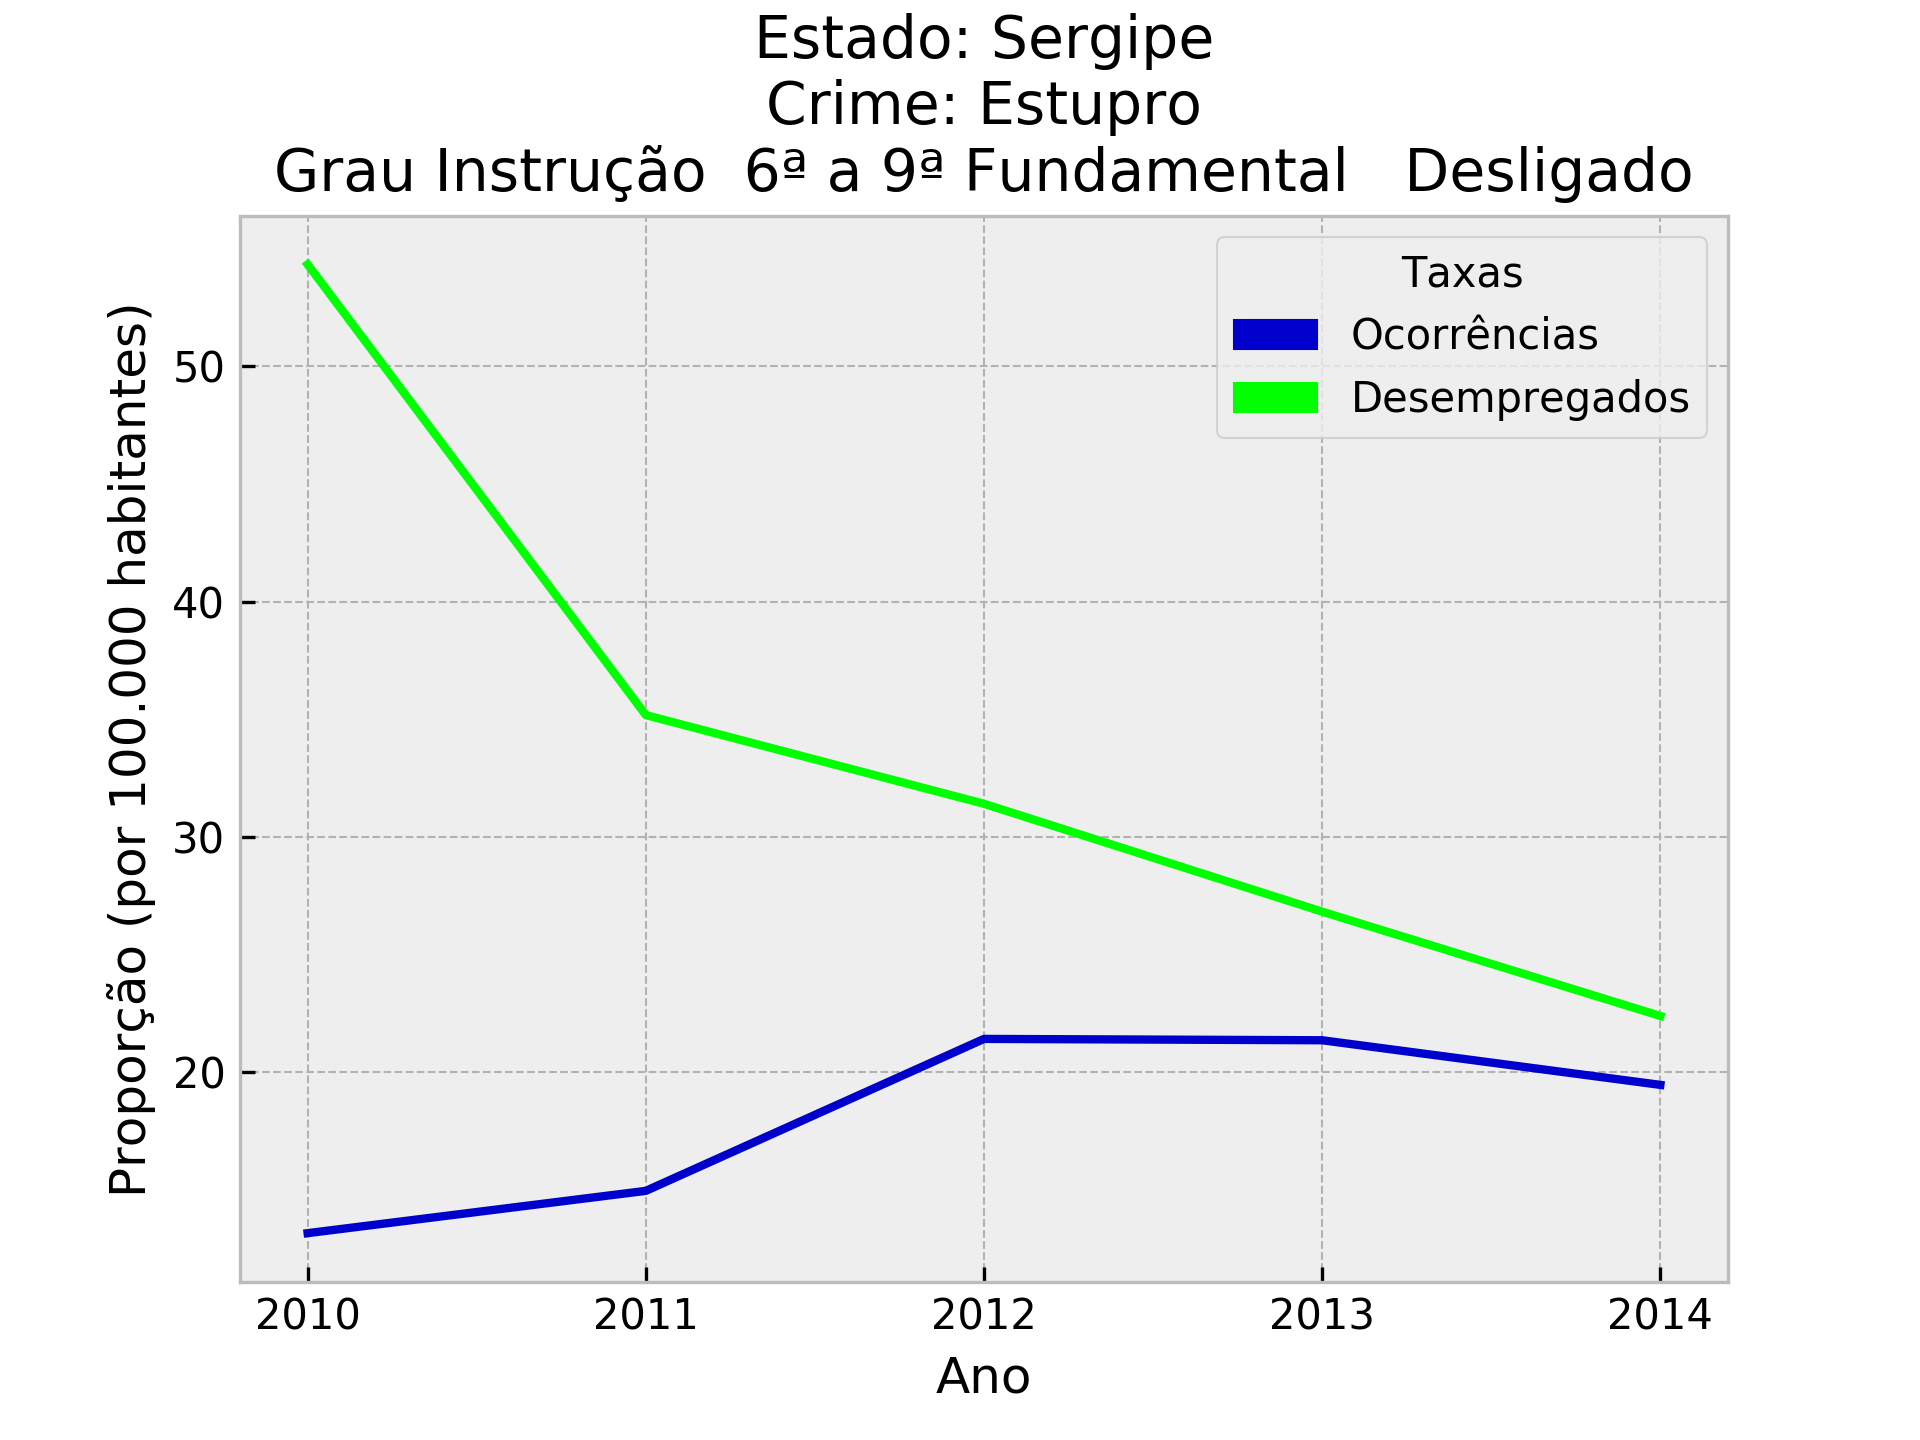 Estado: Sergipe
Crime: Estupro
Grau Instrução  6ª a 9ª Fundamental   Desligado
Taxas
Ocorrências
Desempregados
Proporção (por 100.000 habitantes)
50
40
30
20
2010 2011 2012 2013 2014
Ano